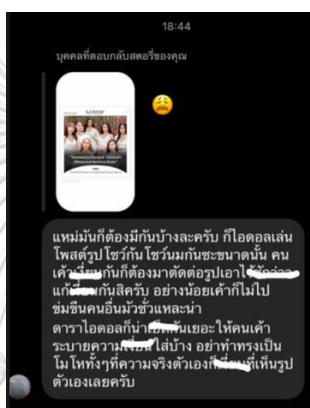 18:44
บุคคลที่ตอบกลับสตอรี่ของคุณ
แหม่มันก็ต้องมีกันบ้างละครับ ก็ไอดอลเล่น
โพสต์รูปโชว์ก้นโชว์นมกันซะขนาดนั้น คน
เค้าเงี่ยนกันก็ต้องมาตัดต่อรูปเอาไว้
แก้กันสิครับ อย่างน้อยเค้าก็ไม่ไป
ข่มขืนคนอื่นมัวซั่วแหละน่า
ดาราไอดอลก็น่ากันเยอะให้คนเค้า
ระบายความใส่บ้าง อย่าทำทรงเป็น
โมโหทั้งๆที่ความจริงตัวเองก็ที่เห็นรูป
ตัวเองเลยครับ